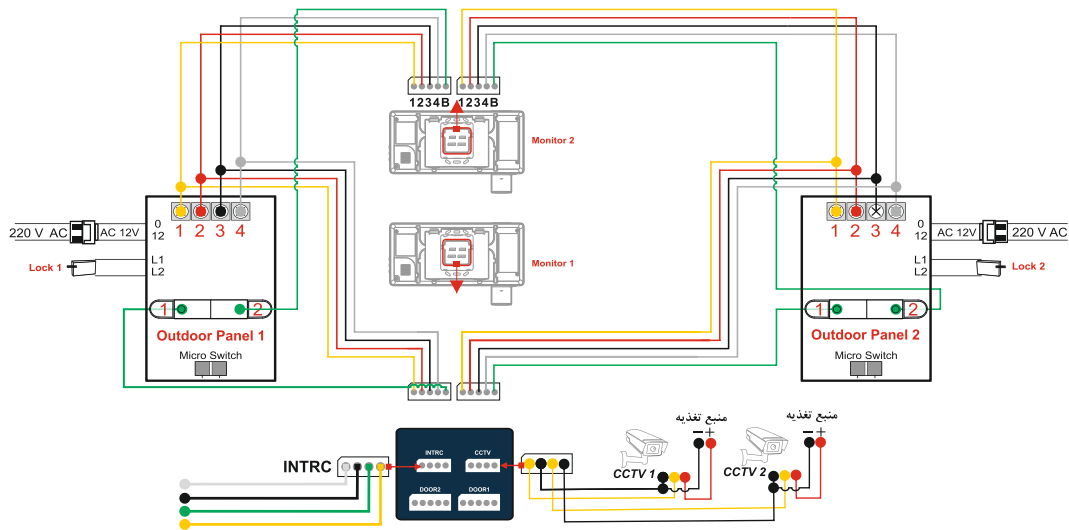 1234B 1234B
Monitor 2
Monitor 1
220 V AC
AC 12V
0
12
L1
L2
Lock 1
1 2 3 4
1 2
Outdoor Panel 1
Micro Switch
1 2 3 4
0
12
L1
L2
AC 12V
220 V AC
Lock 2
1 2
Outdoor Panel 2
Micro Switch
INTRC
INTRC
CCTV
DOOR2
DOOR1
منبع تغذیه
− +
CCTV 1
منبع تغذیه
− +
CCTV 2